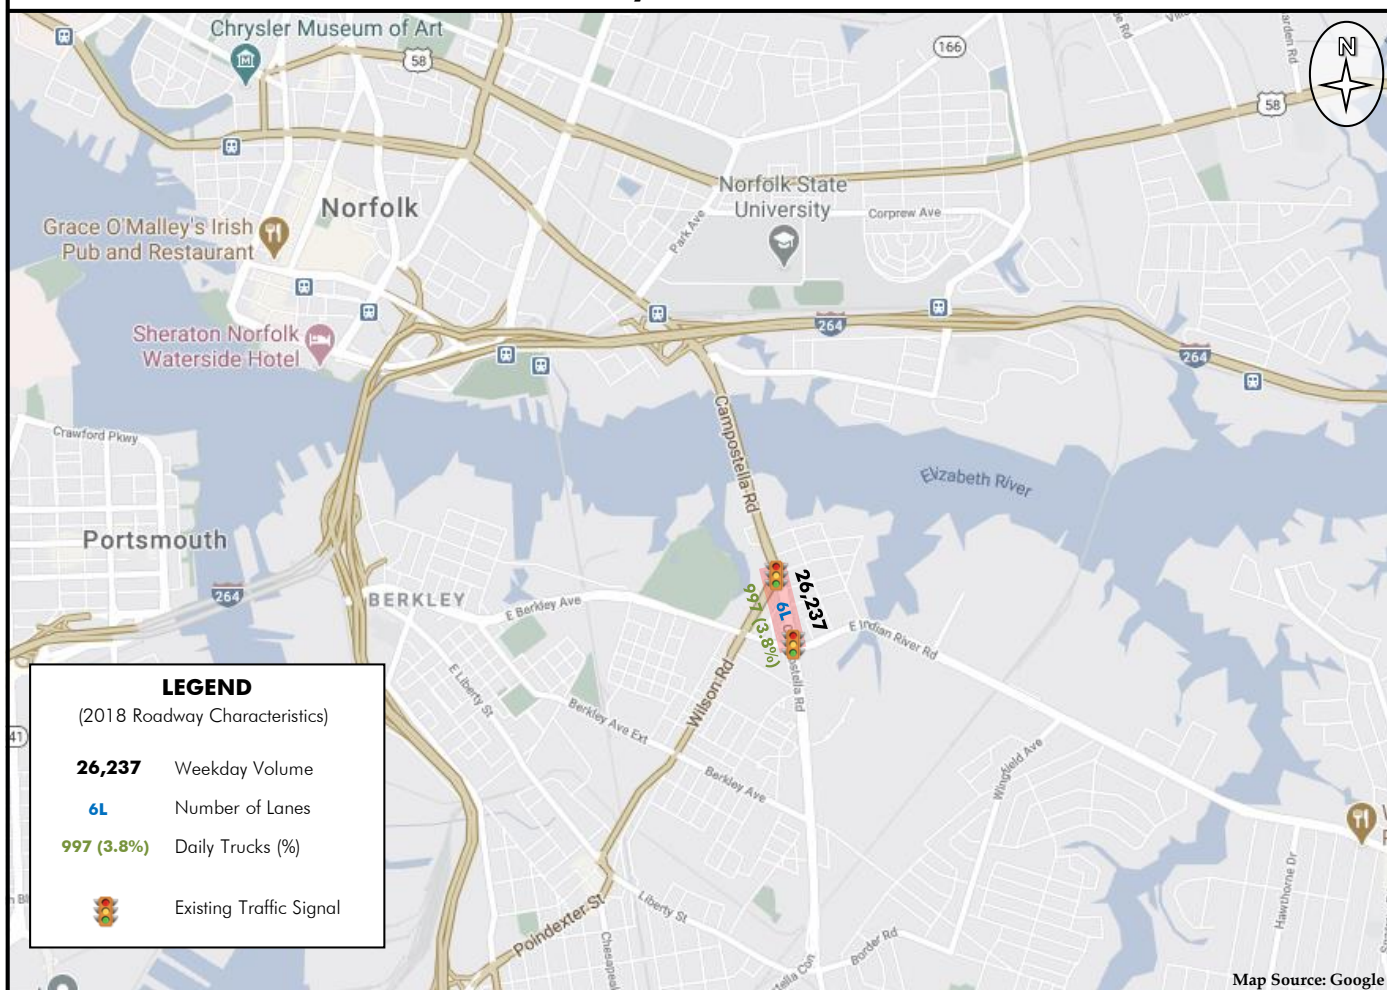 Chrysler Museum of Art
58
166
N
58
Norfolk State
University
Norfolk
Park Ave
Corprew Ave
Grace O'Malley's Irish
Pub and Restaurant
Sheraton Norfolk
Waterside Hotel
264
264
Campostella Rd
Crawford Pkwy
Elizabeth River
Portsmouth
264
BERKLEY
E Berkley Ave
26,237
6L
997 (3.8%)
E Indian River Rd
stella Rd
Wilson Rd
E Liberty St
Berkley Ave Ext
Berkley Ave
Wingfield Ave
LEGEND
(2018 Roadway Characteristics)
26,237 Weekday Volume
6L Number of Lanes
997 (3.8%) Daily Trucks (%)
Existing Traffic Signal
41
Liberty St
Poindexter St
Border Rd
Hawthorne Dr
Map Source: Google